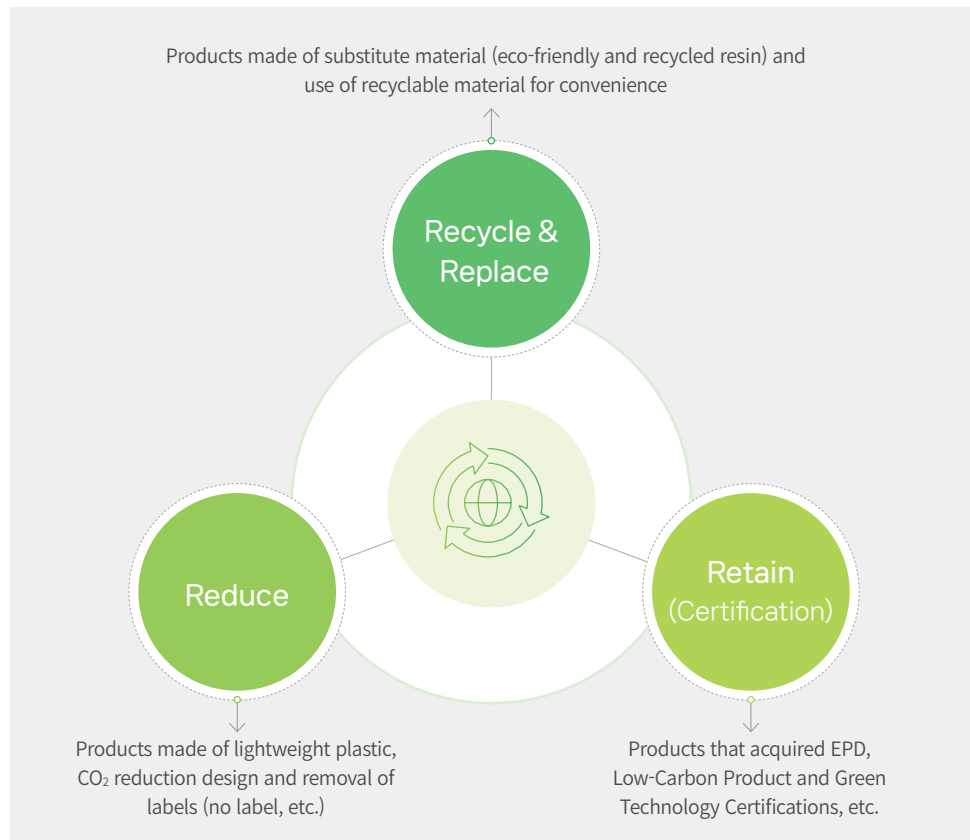 Products made of substitute material (eco-friendly and recycled resin) and
use of recyclable material for convenience
Recycle &
Replace
Reduce
Retain
(Certification)
Products made of lightweight plastic,
CO₂ reduction design and removal of
labels (no label, etc.)
Products that acquired EPD,
Low-Carbon Product and Green
Technology Certifications, etc.